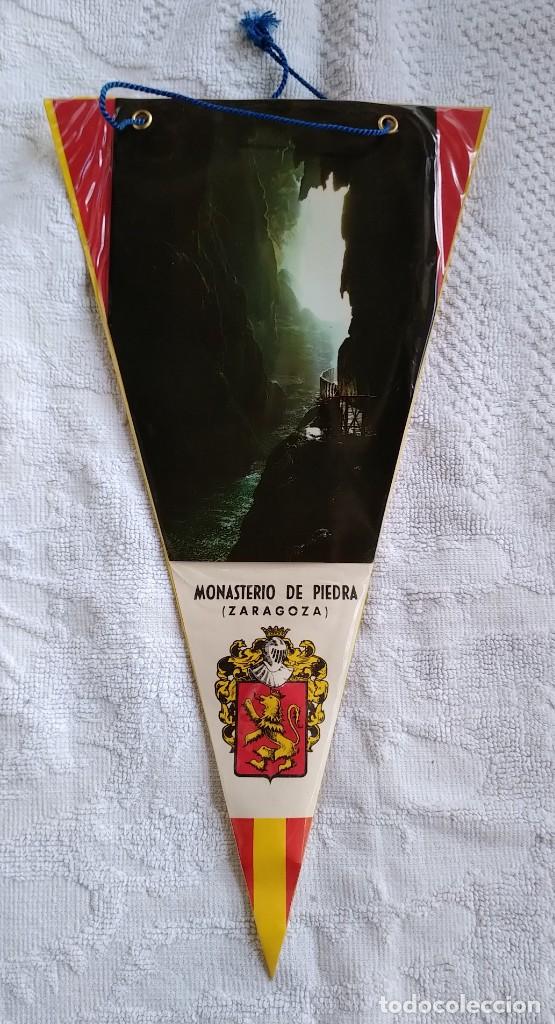 MONASTERIO DE PIEDRA
(ZARAGOZA)
todocoleccion